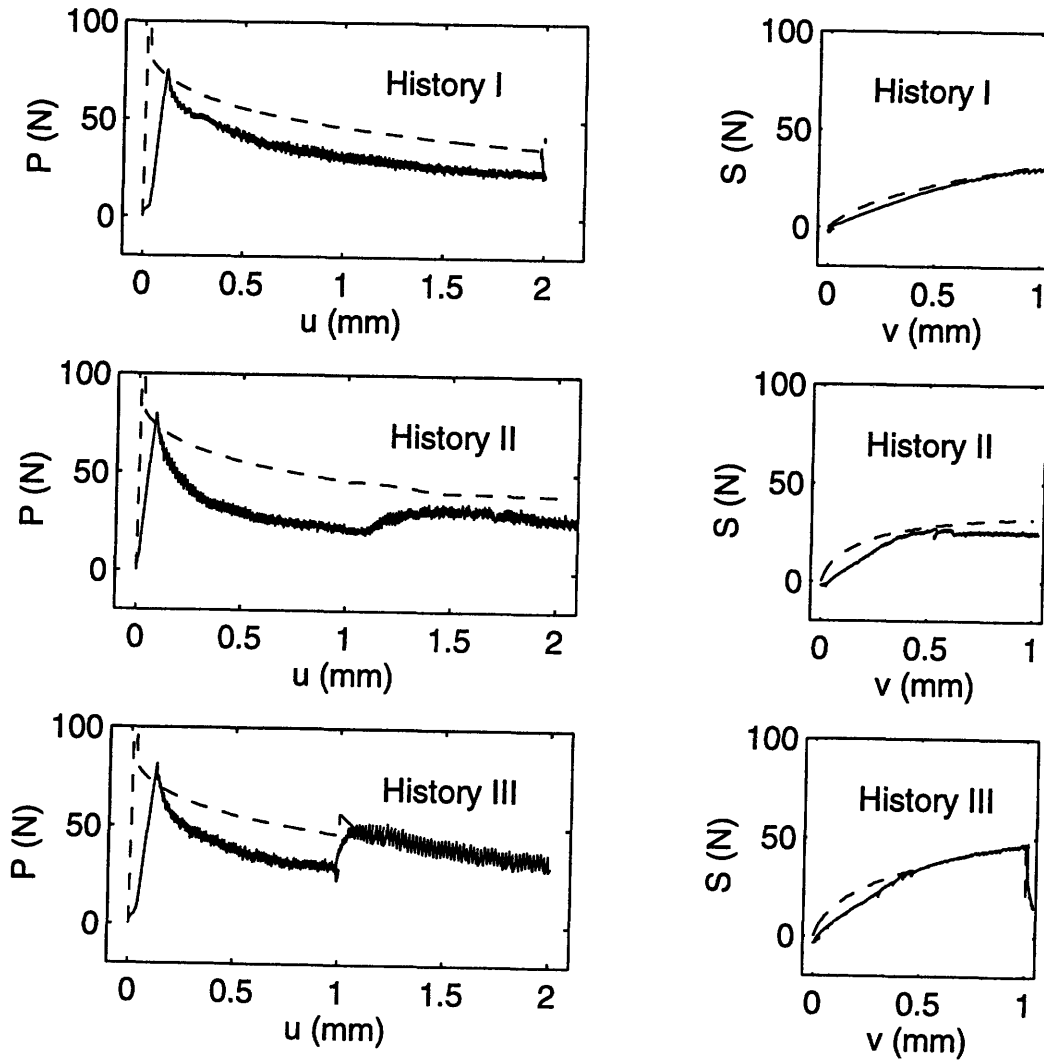 100
50
0
P (N)
History I
0 0.5 1 1.5 2
u (mm)
100
50
0
S (N)
History I
0 0.5 1
v (mm)
100
50
0
P (N)
History II
0 0.5 1 1.5 2
u (mm)
100
50
0
S (N)
History II
0 0.5 1
v (mm)
100
50
0
P (N)
History III
0 0.5 1 1.5 2
u (mm)
100
50
0
S (N)
History III
0 0.5 1
v (mm)